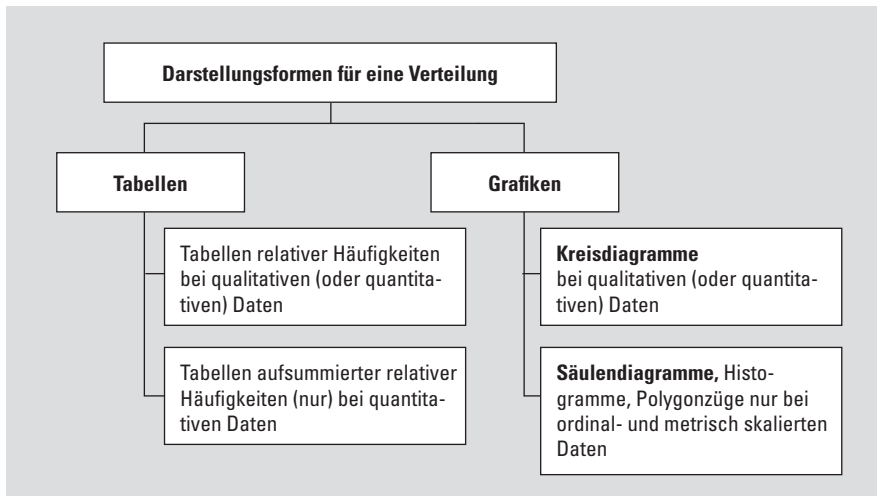 Darstellungsformen für eine Verteilung
Tabellen
Tabellen relativer Häufigkeiten
bei qualitativen (oder quantita-
tiven) Daten
Tabellen aufsummierter relativer
Häufigkeiten (nur) bei quantita-
tiven Daten
Grafiken
Kreisdiagramme
bei qualitativen (oder quantita-
tiven) Daten
Säulendiagramme, Histo-
gramme, Polygonzüge nur bei
ordinal- und metrisch skalierten
Daten